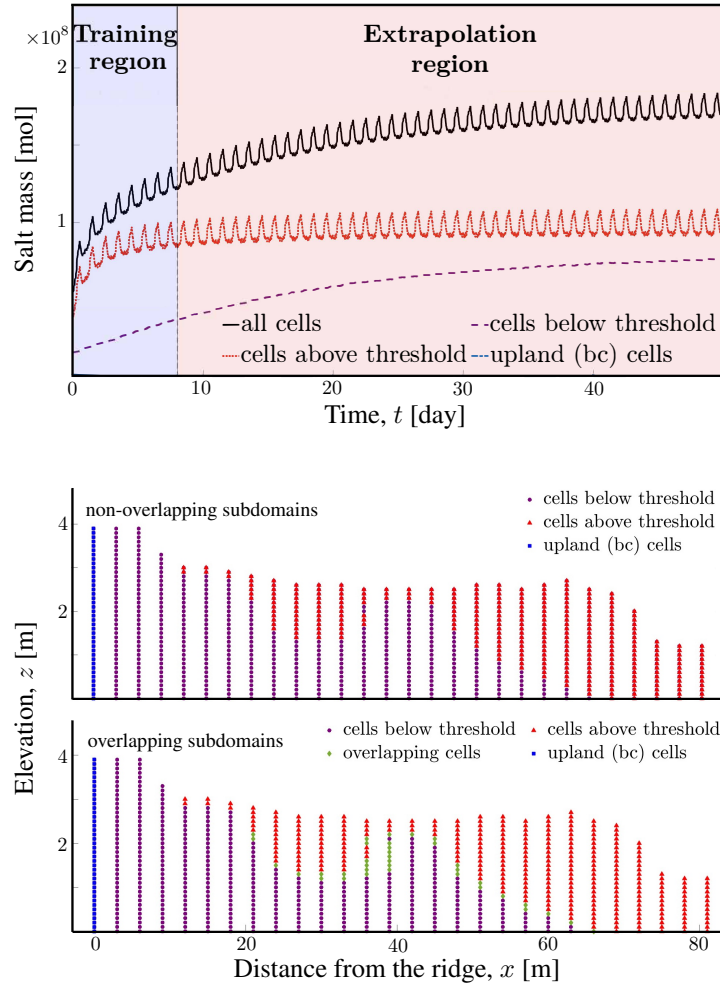 ×10⁸
Training region
Extrapolation region
2
1
Salt mass [mol]
all cells
cells below threshold
cells above threshold
upland (bc) cells
0
10
20
30
40
Time, t [day]
non-overlapping subdomains
cells below threshold
cells above threshold
upland (bc) cells
4
2
Elevation, z [m]
overlapping subdomains
cells below threshold
cells above threshold
overlapping cells
upland (bc) cells
4
2
0
20
40
60
80
Distance from the ridge, x [m]